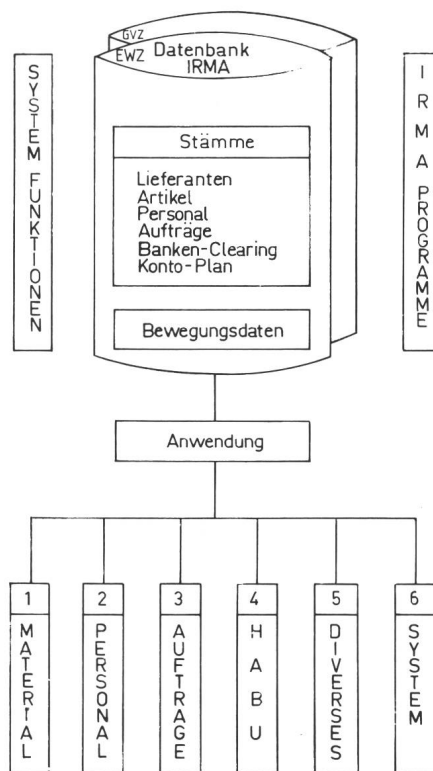 GVZ
EWZ Datenbank
IRMA
SYSTEM FUNKTIONEN
Stämme
Lieferanten
Artikel
Personal
Aufträge
Banken-Clearing
Konto-Plan
Bewegungsdaten
IRMA PROGRAMME
Anwendung
1
MATERIAL
2
PERSONAL
3
AUFTRAGE
4
HABU
5
DIVERSES
6
SYSTEM